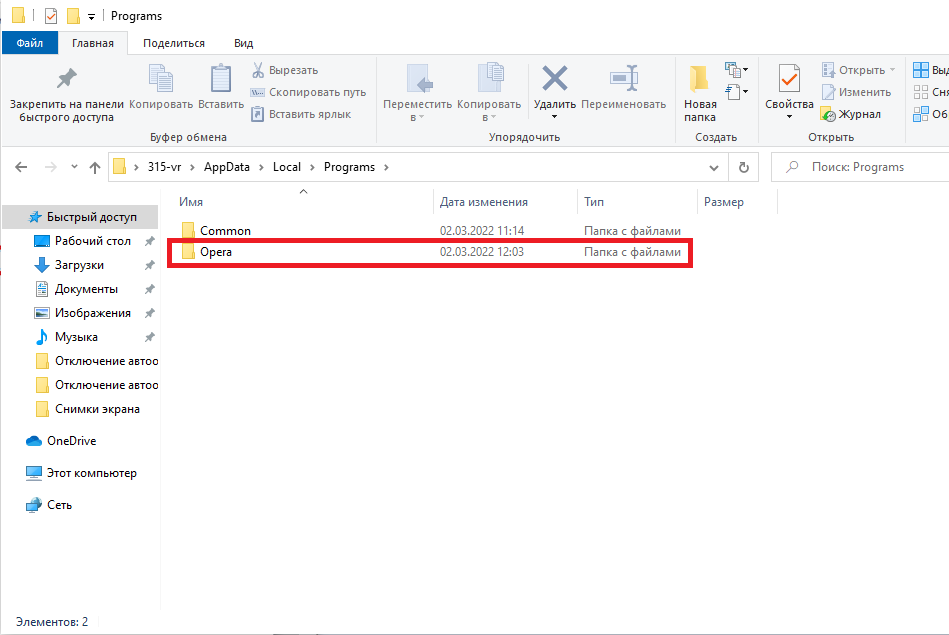 Programs
Файл Главная Поделиться Вид
Закрепить на панели
быстрого доступа
Копировать
Вставить
Вырезать
Скопировать путь
Вставить ярлык
Буфер обмена
Переместить
в
Копировать
в
Удалить
Переименовать
Упорядочить
Новая
папка
Создать
Свойства
Открыть
Изменить
Журнал
Открыть
315-vr AppData Local Programs
Поиск: Programs
Имя Дата изменения Тип Размер
Common 02.03.2022 11:14 Папка с файлами
Opera 02.03.2022 12:03 Папка с файлами
Быстрый доступ
Рабочий стол
Загрузки
Документы
Изображения
Музыка
Отключение автоо
Отключение автоо
Снимки экрана
OneDrive
Этот компьютер
Сеть
Элементов: 2